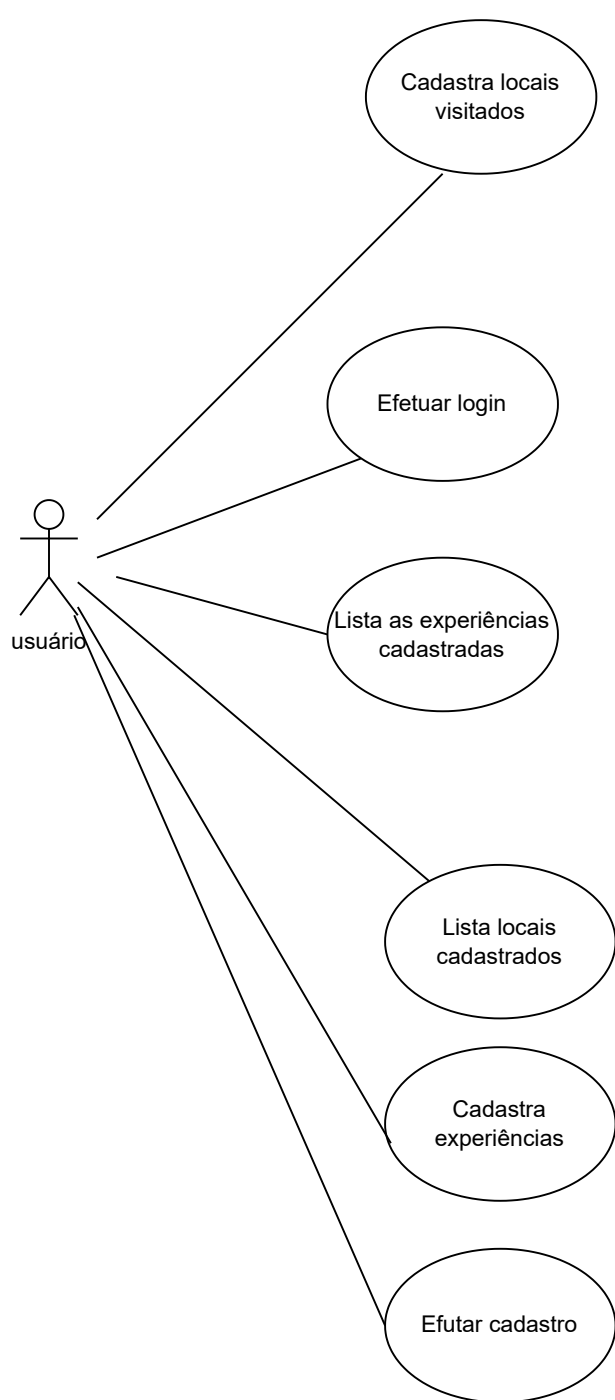 Cadastra locais
visitados
Efetuar login
usuário
Lista as experiências
cadastradas
Lista locais
cadastrados
Cadastra
experiências
Efutar cadastro